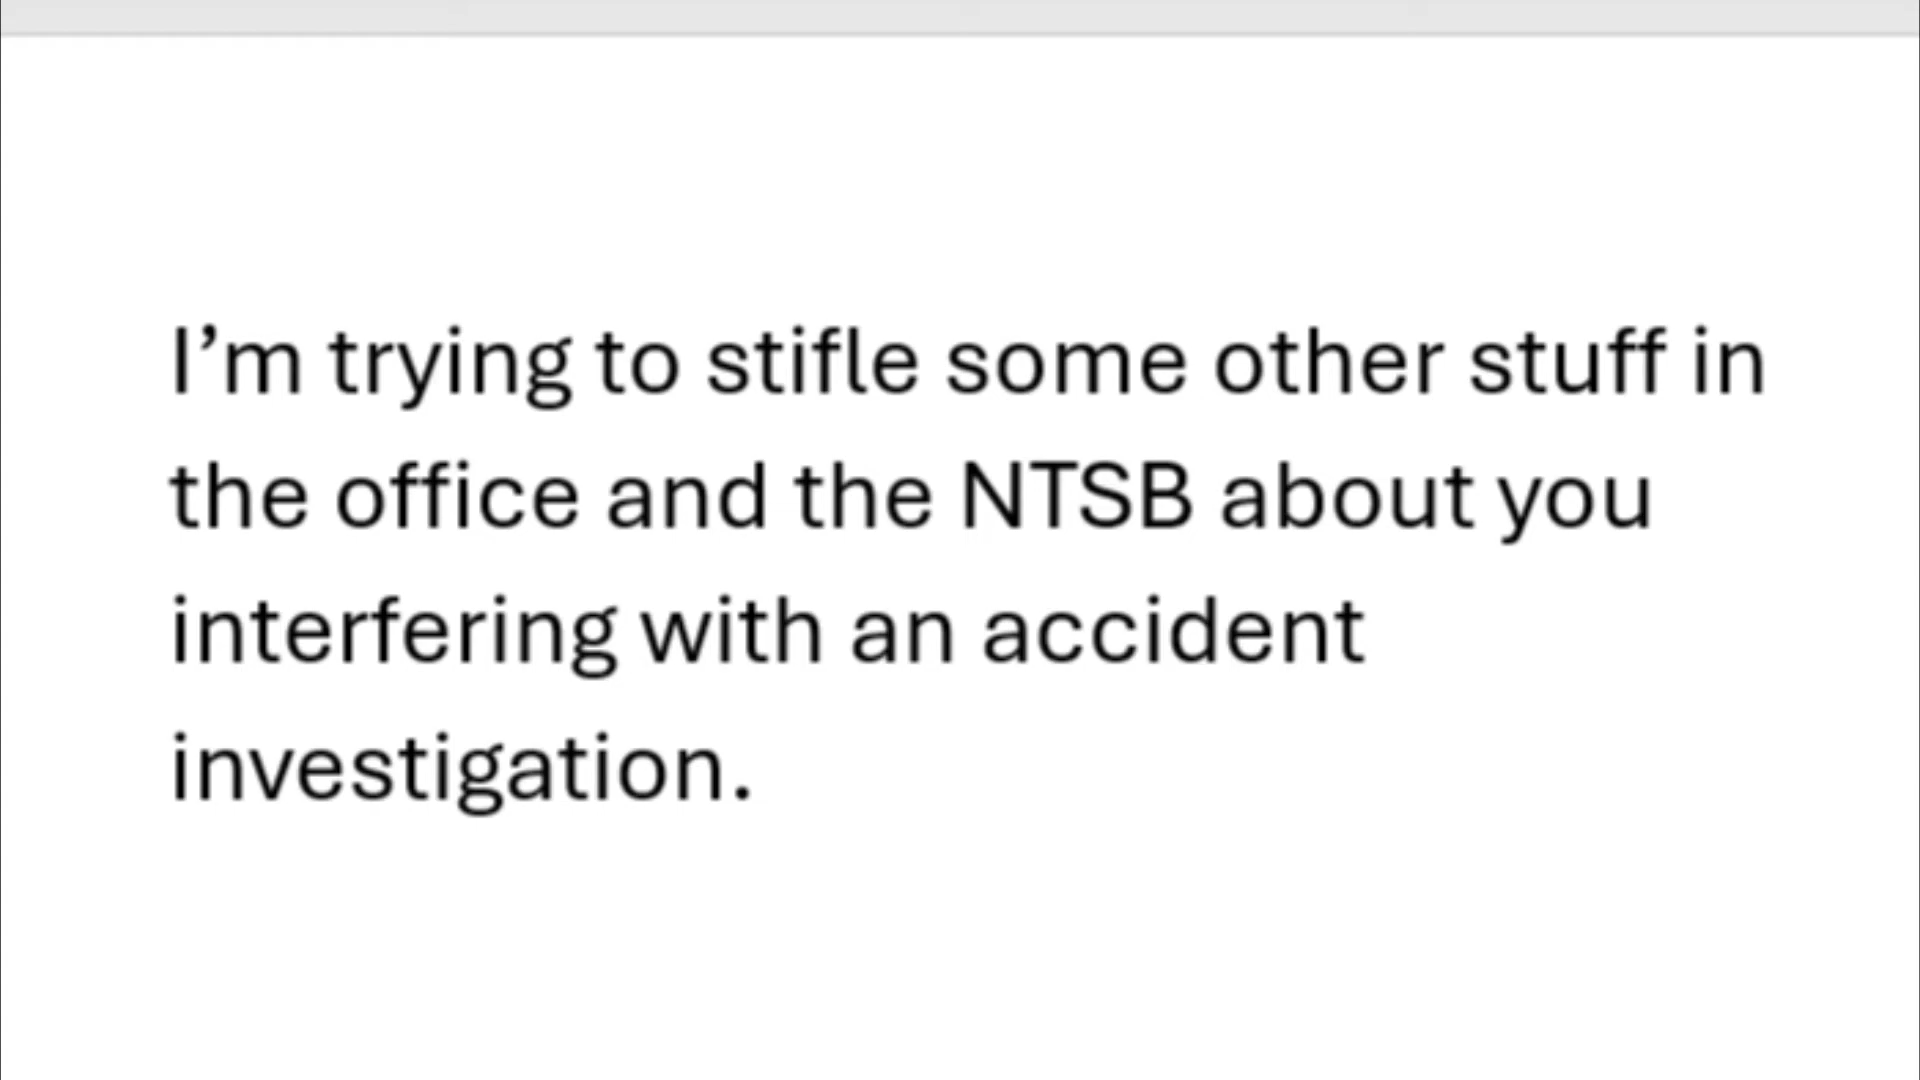 I’m trying to stifle some other stuff in
the office and the NTSB about you
interfering with an accident
investigation.